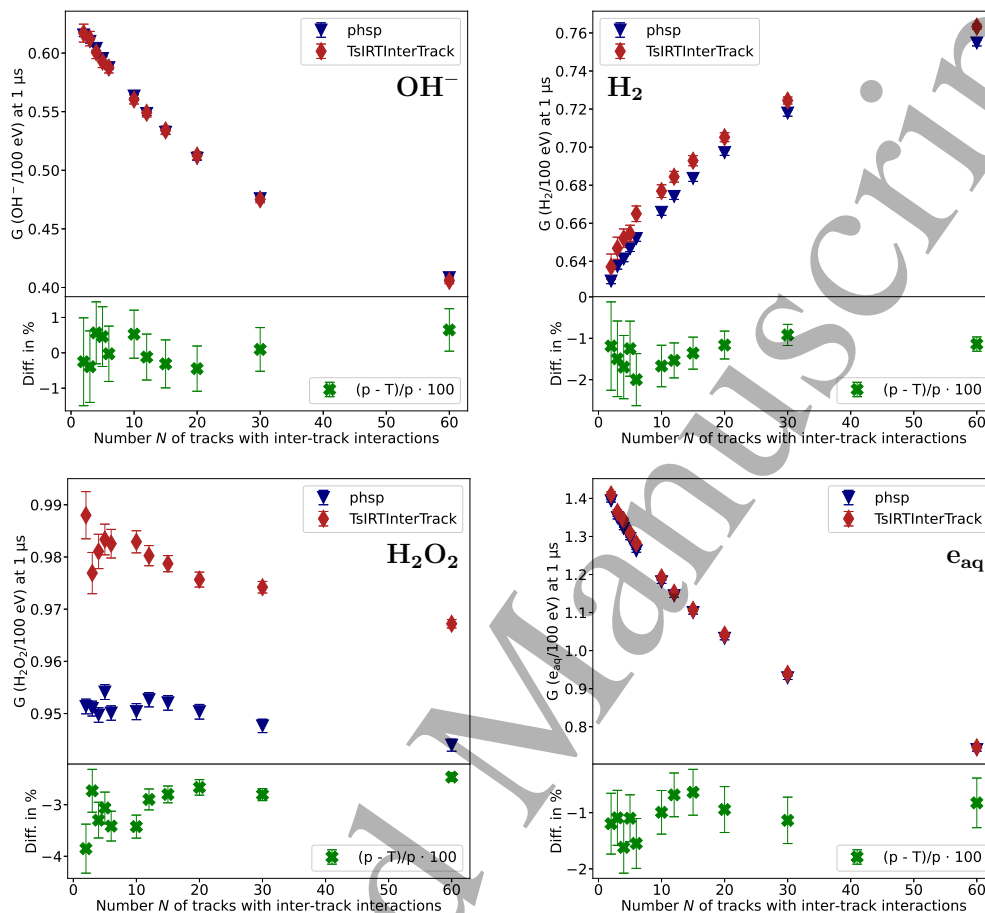 phsp
TsIRTInterTrack
OH⁻
G (OH⁻/100 eV) at 1 μs
0.60
0.55
0.50
0.45
0.40
Diff. in %
1
0
−1
(p - T)/p · 100
0 10 20 30 40 50 60
Number N of tracks with inter-track interactions
phsp
TsIRTInterTrack
H₂
G (H₂/100 eV) at 1 μs
0.76
0.74
0.72
0.70
0.68
0.66
0.64
Diff. in %
0
−1
−2
(p - T)/p · 100
0 10 20 30 40 50 60
Number N of tracks with inter-track interactions
phsp
TsIRTInterTrack
H₂O₂
G (H₂O₂/100 eV) at 1 μs
0.99
0.98
0.97
0.96
0.95
Diff. in %
−3
−4
(p - T)/p · 100
0 10 20 30 40 50 60
Number N of tracks with inter-track interactions
phsp
TsIRTInterTrack
e_aq
G (e_aq/100 eV) at 1 μs
1.4
1.3
1.2
1.1
1.0
0.9
0.8
Diff. in %
−1
−2
(p - T)/p · 100
0 10 20 30 40 50 60
Number N of tracks with inter-track interactions
d Manuscrip